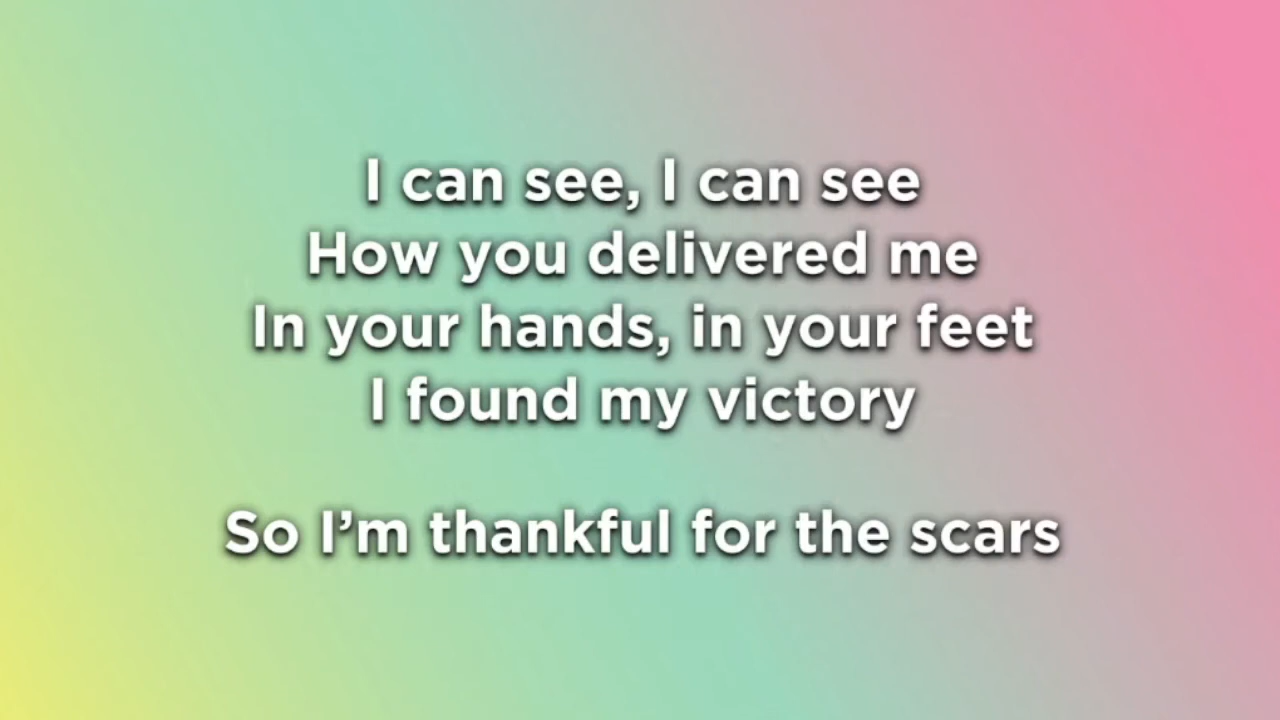 I can see, I can see
How you delivered me
In your hands, in your feet
I found my victory
So I’m thankful for the scars